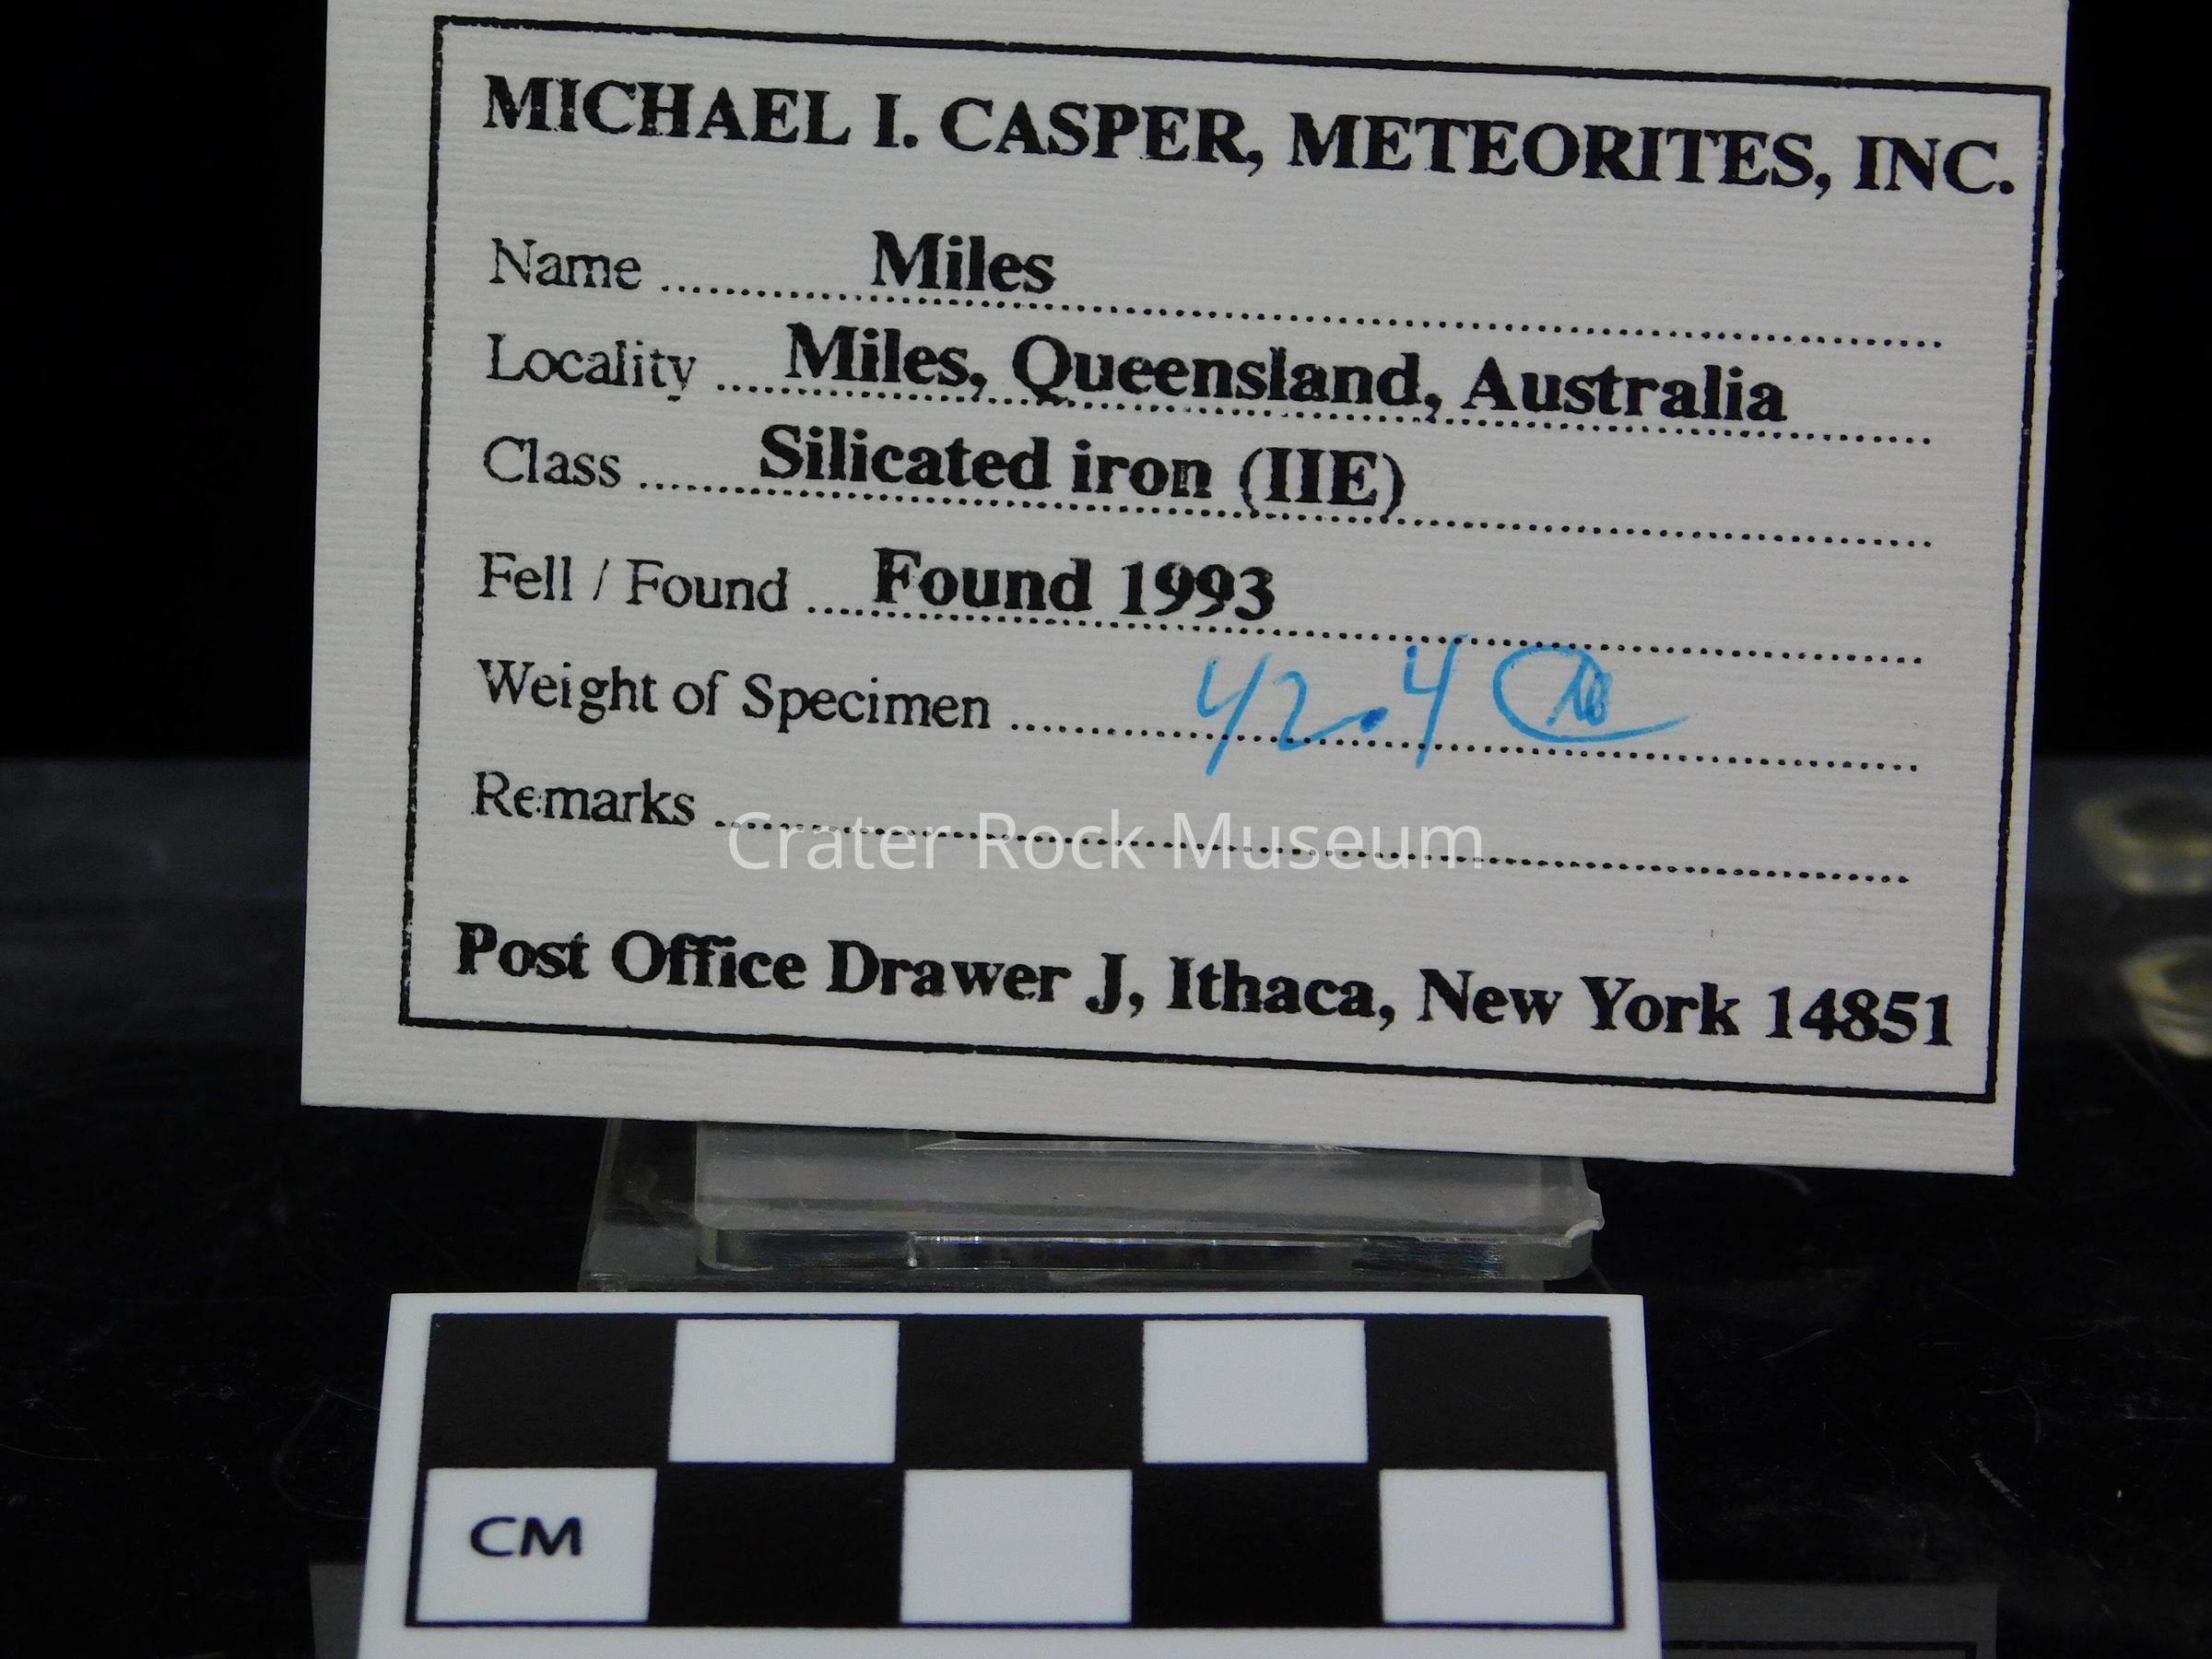 MICHAEL I. CASPER, METEORITES, INC.
Name ............ Miles
Locality ..... Miles, Queensland, Australia
Class ....... Silicated iron (IIE)
Fell / Found .... Found 1993
Weight of Specimen ........ 42.4
Remarks ........
Crater Rock Museum
Post Office Drawer J, Ithaca, New York 14851
CM